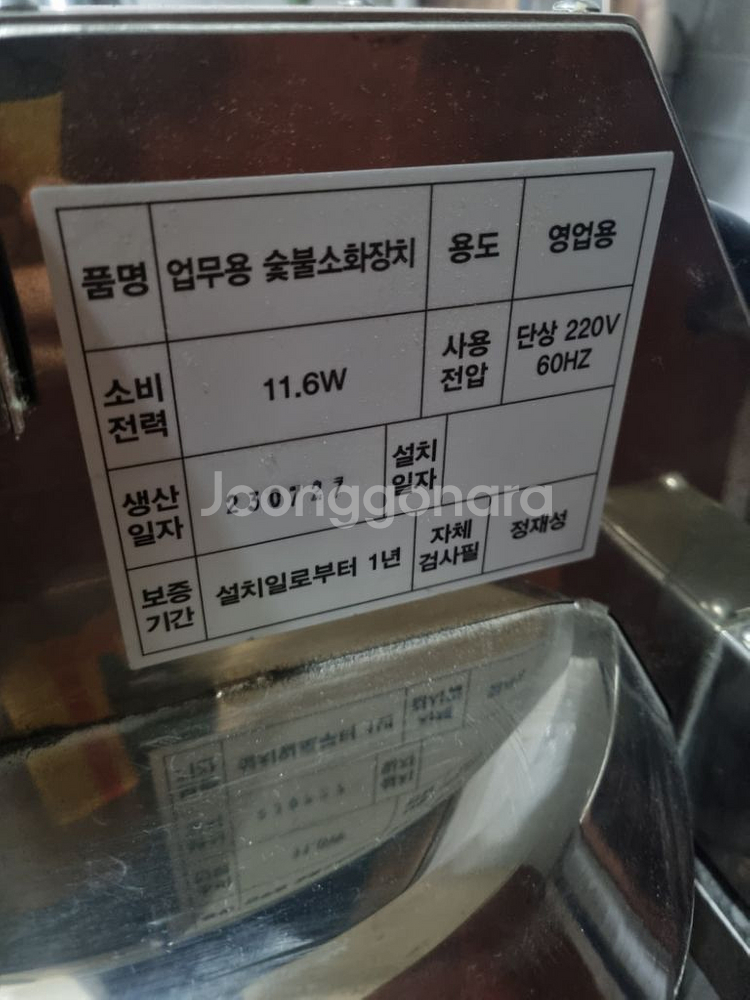 품명 업무용 숯불소화장치 용도 영업용
소비 전력 11.6W 사용 전압 단상 220V 60HZ
생산 일자 230727 설치 일자
보증 기간 설치일로부터 1년 자체 검사필 정재성
Joonggonara